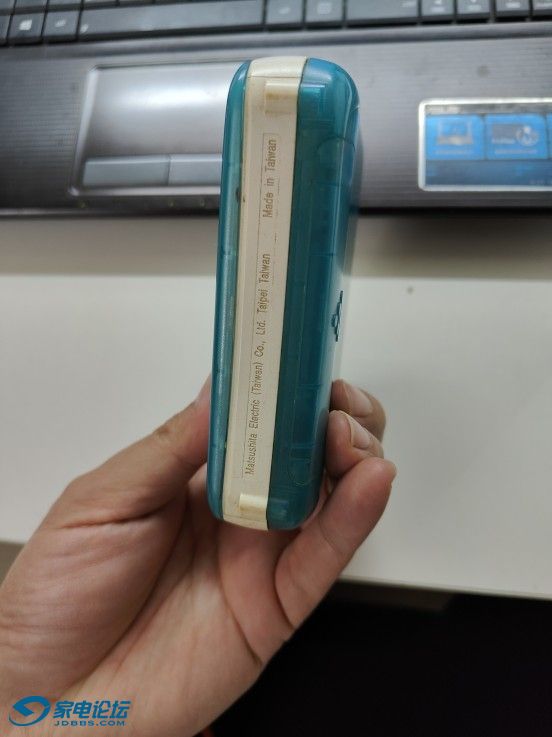 Matsushita Electric (Taiwan) Co., Ltd. Taipei Taiwan Made in Taiwan
家电论坛
JDBBS.COM